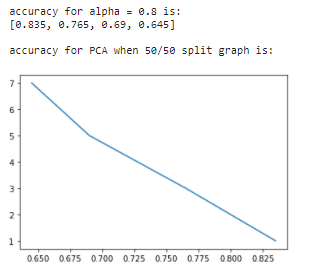 accuracy for alpha = 0.8 is:
[0.835, 0.765, 0.69, 0.645]
accuracy for PCA when 50/50 split graph is:
7
6
5
4
3
2
1
0.650 0.675 0.700 0.725 0.750 0.775 0.800 0.825